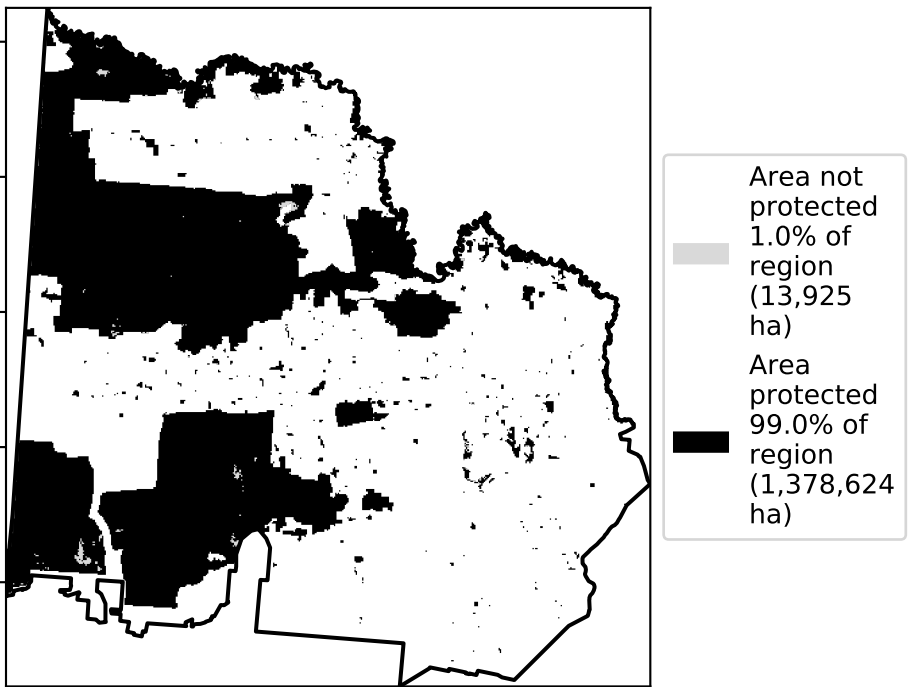 Area not
protected
1.0% of
region
(13,925
ha)
Area
protected
99.0% of
region
(1,378,624
ha)